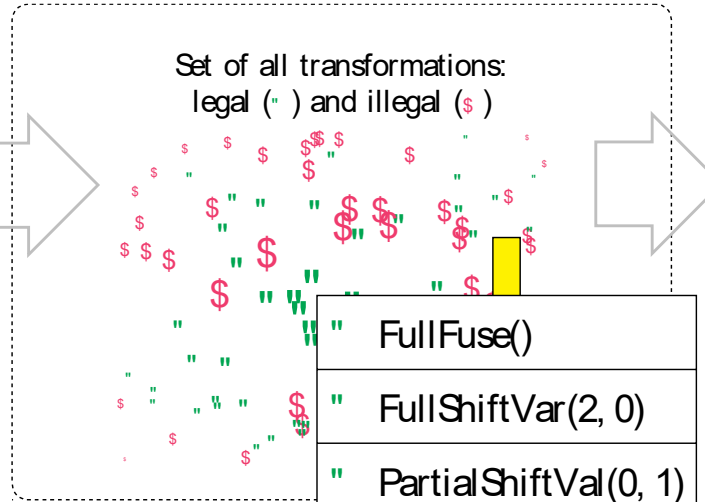 Set of all transformations:
legal (" ) and illegal ($ )
" FullFuse()
" FullShiftVar(2, 0)
" PartialShiftVal(0, 1)